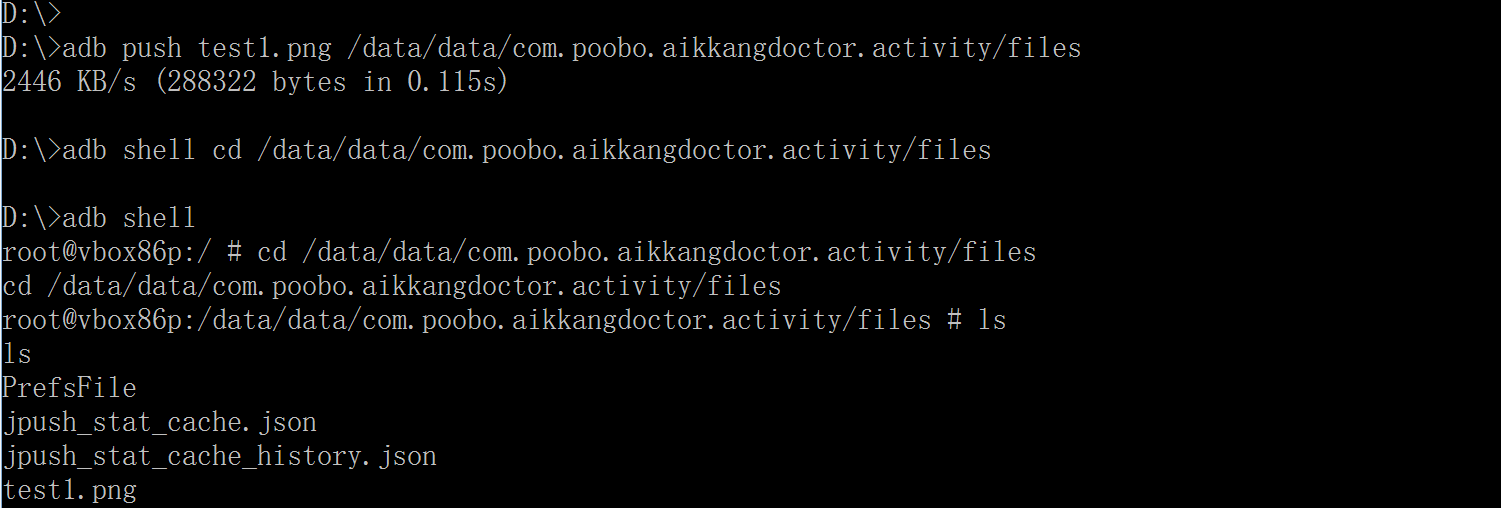 D:\>
D:\>adb push test1.png /data/data/com.poobo.aikkangdoctor.activity/files
2446 KB/s (288322 bytes in 0.115s)
D:\>adb shell cd /data/data/com.poobo.aikkangdoctor.activity/files
D:\>adb shell
root@vbox86p:/ # cd /data/data/com.poobo.aikkangdoctor.activity/files
cd /data/data/com.poobo.aikkangdoctor.activity/files
root@vbox86p:/data/data/com.poobo.aikkangdoctor.activity/files # ls
ls
PrefsFile
jpush_stat_cache.json
jpush_stat_cache_history.json
test1.png